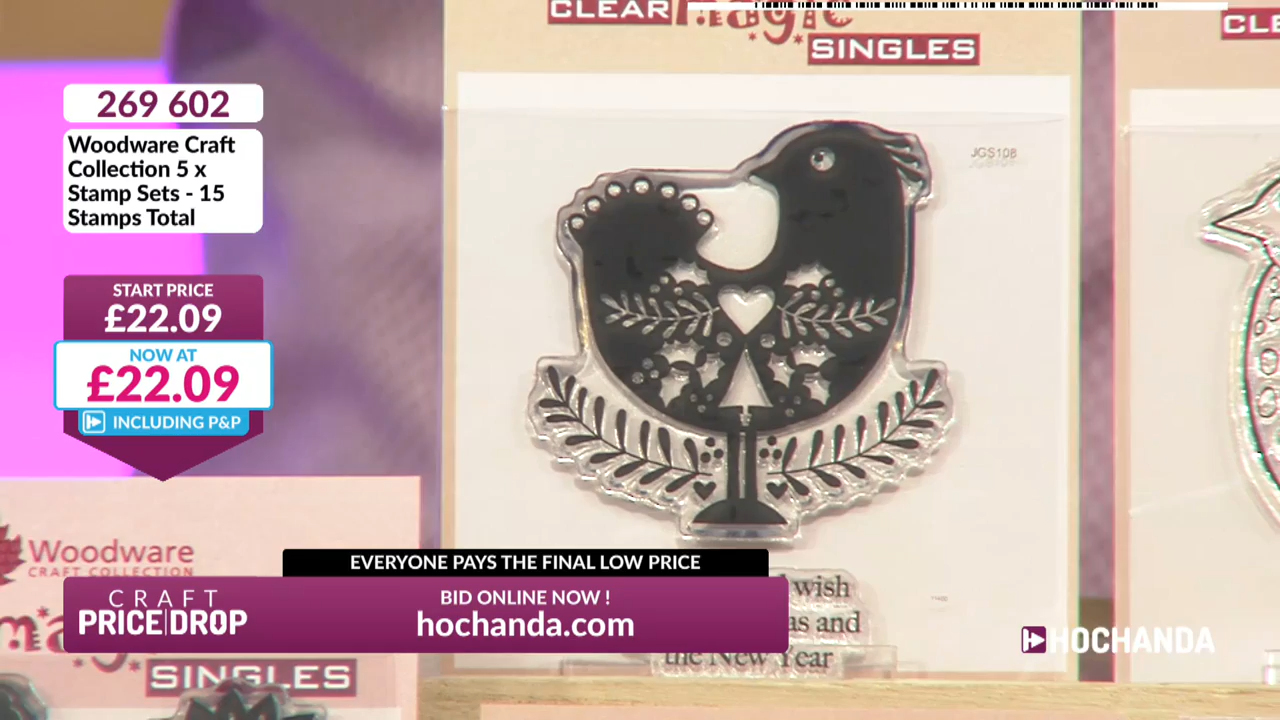 CLEAR magic
SINGLES
CLE
JGS108
269 602
Woodware Craft
Collection 5 x
Stamp Sets - 15
Stamps Total
START PRICE
£22.09
NOW AT
£22.09
INCLUDING P&P
Woodware
CRAFT COLLECTION
SINGLES
EVERYONE PAYS THE FINAL LOW PRICE
CRAFT
PRICE DROP
BID ONLINE NOW !
hochanda.com
wish
as and
the New Year
HOCHANDA